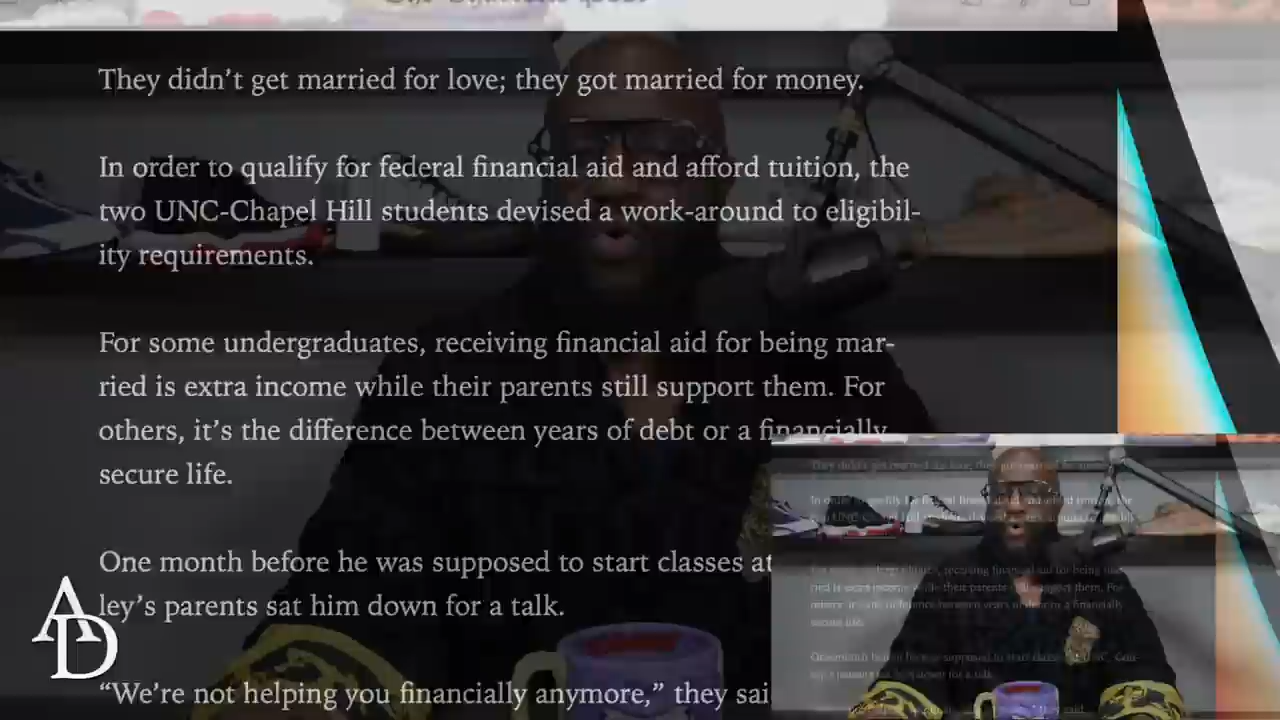 They didn’t get married for love; they got married for money.
In order to qualify for federal financial aid and afford tuition, the
two UNC-Chapel Hill students devised a work-around to eligibil-
ity requirements.
For some undergraduates, receiving financial aid for being mar-
ried is extra income while their parents still support them. For
others, it’s the difference between years of debt or a financially
secure life.
One month before he was supposed to start classes at
ley’s parents sat him down for a talk.
“We’re not helping you financially anymore,” they sai
AD